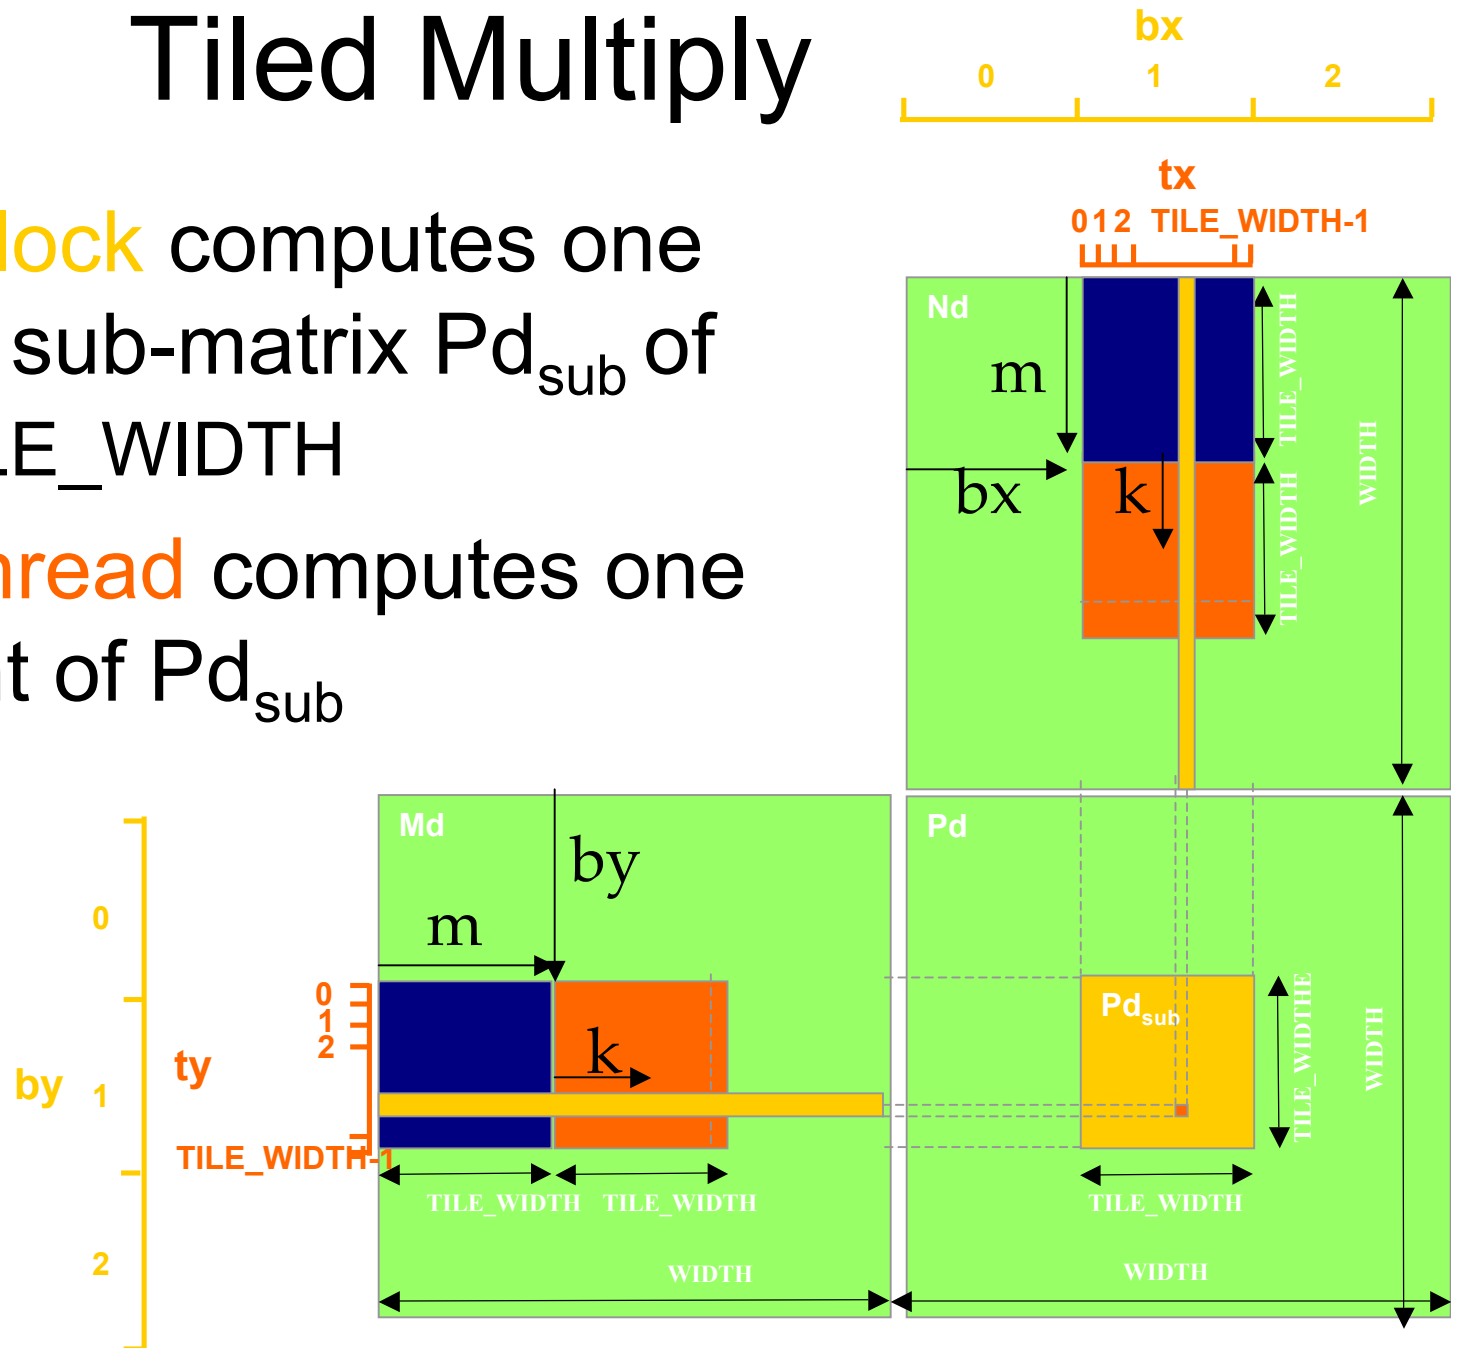 Tiled Multiply
lock computes one
sub-matrix Pdsub of
LE_WIDTH
hread computes one
nt of Pdsub
bx
0 1 2
tx
0 1 2 TILE_WIDTH-1
Nd
m
bx
k
TILE_WIDTH
TILE_WIDTH
WIDTH
Md
by
m
k
TILE_WIDTH TILE_WIDTH
WIDTH
by
0
1
2
ty
0
1
2
TILE_WIDTH-1
Pd
Pdsub
TILE_WIDTHE
WIDTH
TILE_WIDTH
WIDTH